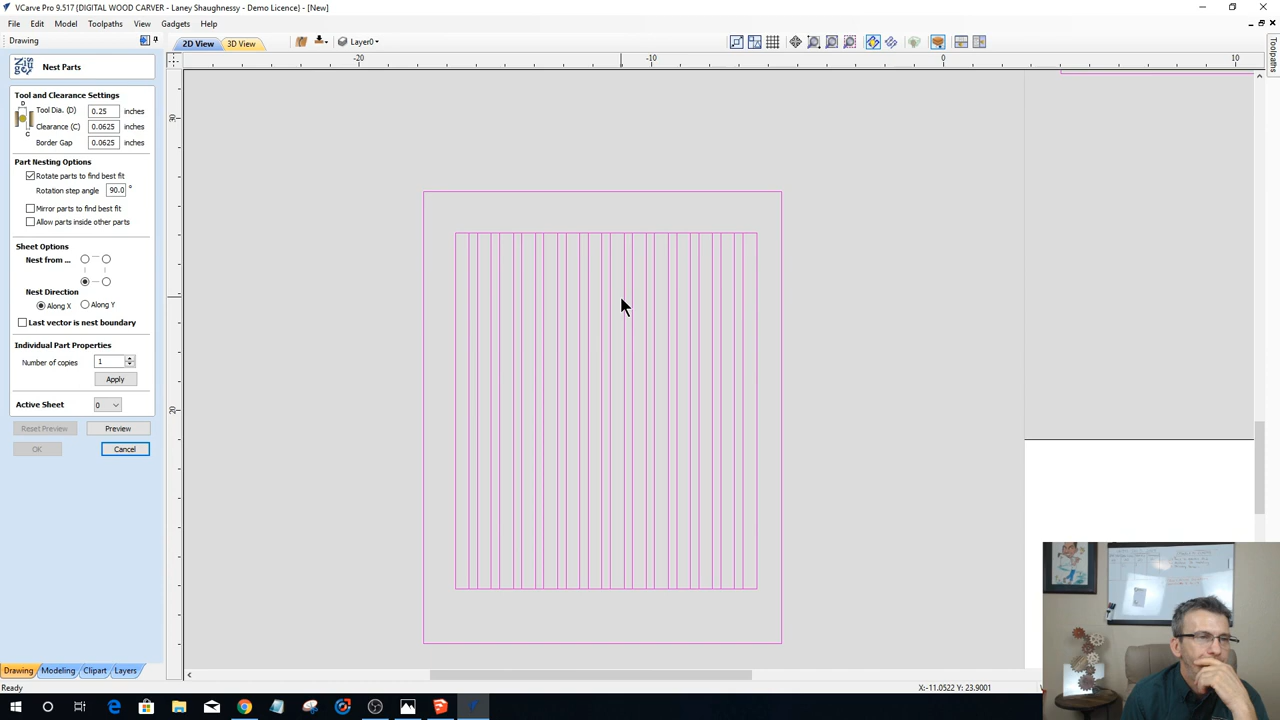 VCarve Pro 9.517 {DIGITAL WOOD CARVER - Laney Shaughnessy - Demo Licence} - [New]
File Edit Model Toolpaths View Gadgets Help
Drawing
2D View 3D View Layer0
Toolpaths
Nest Parts
-20 -10 0 10
Tool and Clearance Settings
D
Tool Dia. (D) 0.25 inches
Clearance (C) 0.0625 inches
C
Border Gap 0.0625 inches
30
Part Nesting Options
Rotate parts to find best fit
Rotation step angle 90.0 °
Mirror parts to find best fit
Allow parts inside other parts
Sheet Options
Nest from ...
Nest Direction
Along X Along Y
Last vector is nest boundary
Individual Part Properties
Number of copies 1
Apply
Active Sheet 0
20
Reset Preview Preview
OK Cancel
Drawing Modeling Clipart Layers
Ready X:-11.0522 Y: 23.9001